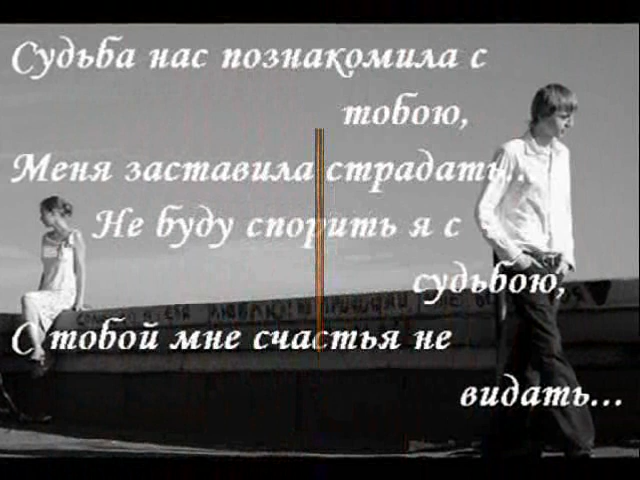 Судьба нас познакомила с
тобою,
Меня заставила страдать...
Не буду спорить я с
судьбою,
С тобой мне счастья не
видать...